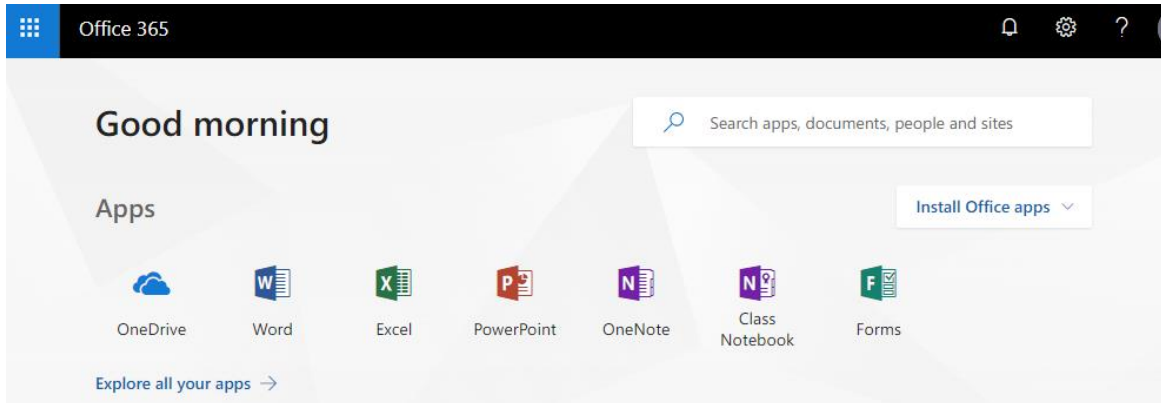 Office 365
?
Good morning
Search apps, documents, people and sites
Apps
Install Office apps
W
X
P
N
N
F
OneDrive
Word
Excel
PowerPoint
OneNote
Class
Notebook
Forms
Explore all your apps →